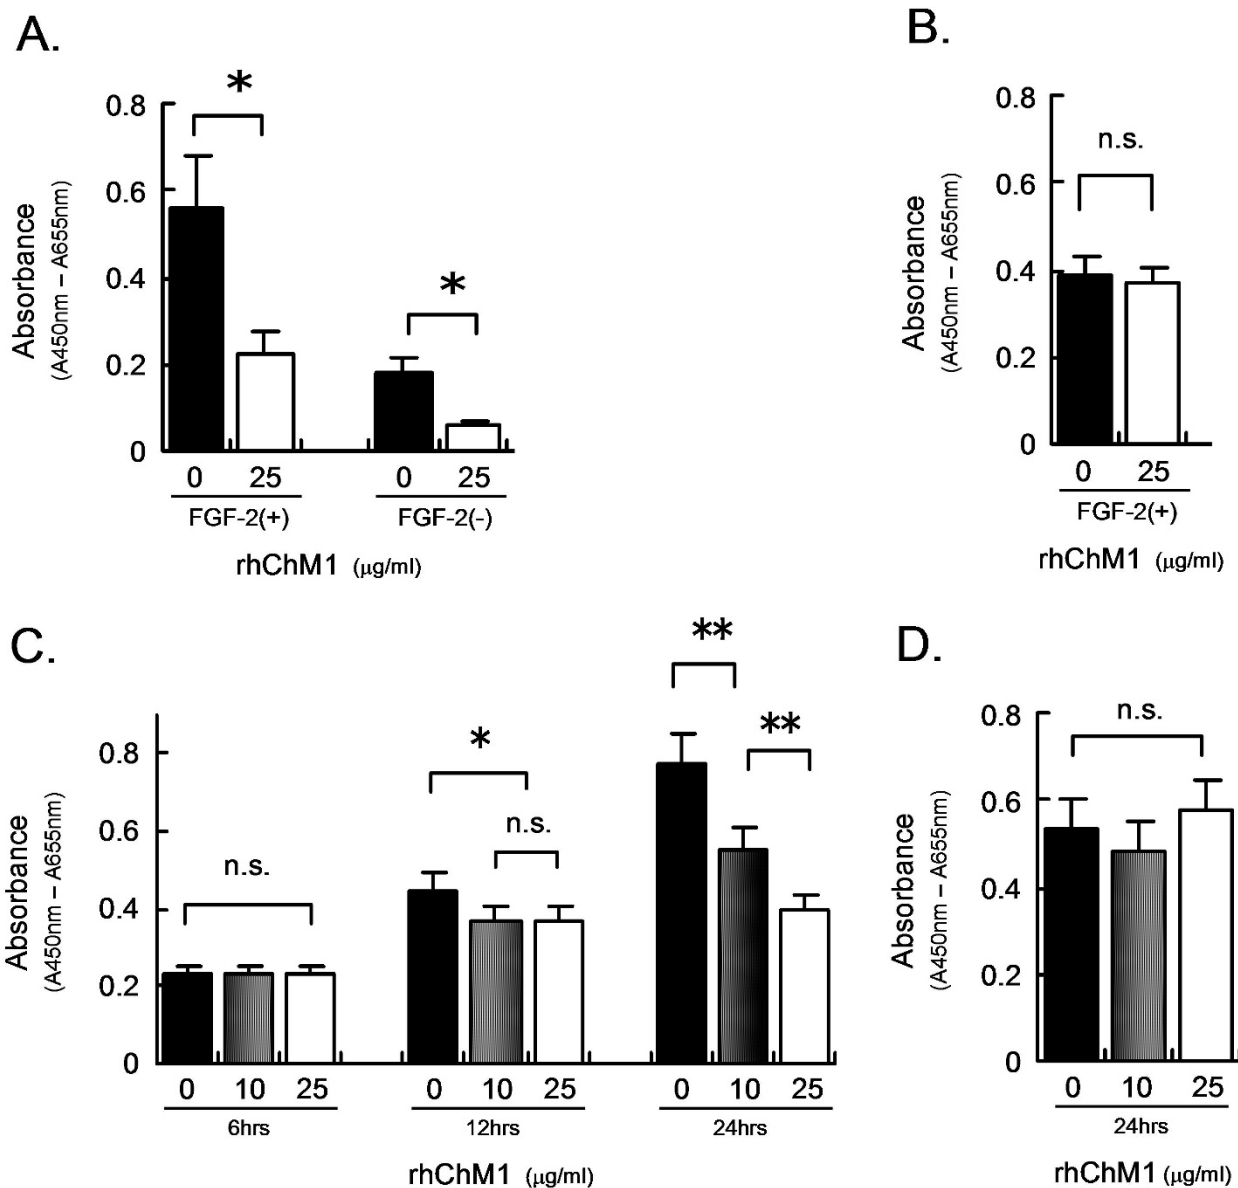 A.
*
*
0.8
0.6
0.4
0.2
0
Absorbance
(A450nm – A655nm)
0 25 0 25
FGF-2(+) FGF-2(-)
rhChM1 (μg/ml)
B.
n.s.
0.8
0.6
0.4
0.2
0
Absorbance
(A450nm – A655nm)
0 25
FGF-2(+)
rhChM1 (μg/ml)
C.
**
**
*
n.s.
n.s.
0.8
0.6
0.4
0.2
0
Absorbance
(A450nm – A655nm)
0 10 25 0 10 25 0 10 25
6hrs 12hrs 24hrs
rhChM1 (μg/ml)
D.
n.s.
0.8
0.6
0.4
0.2
0
Absorbance
(A450nm – A655nm)
0 10 25
24hrs
rhChM1 (μg/ml)